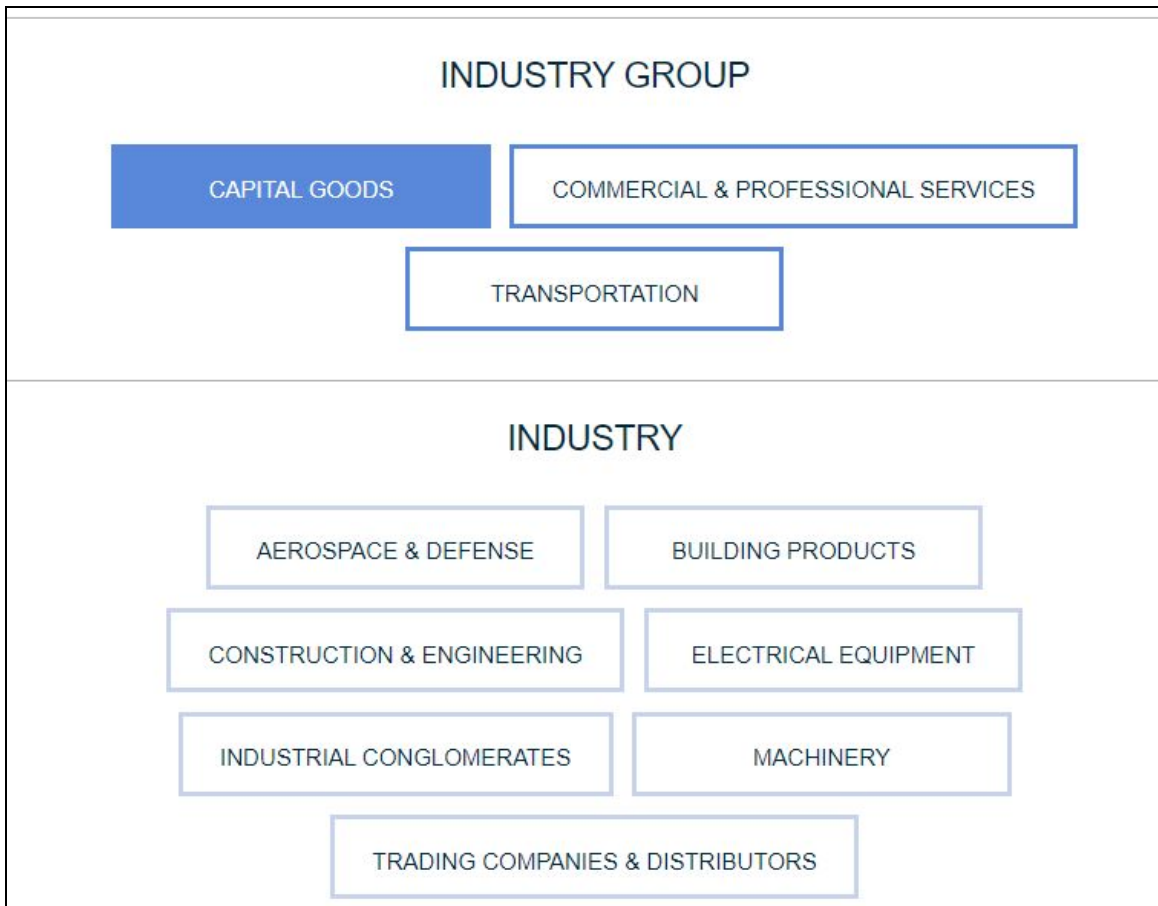 INDUSTRY GROUP
CAPITAL GOODS
COMMERCIAL & PROFESSIONAL SERVICES
TRANSPORTATION
INDUSTRY
AEROSPACE & DEFENSE
BUILDING PRODUCTS
CONSTRUCTION & ENGINEERING
ELECTRICAL EQUIPMENT
INDUSTRIAL CONGLOMERATES
MACHINERY
TRADING COMPANIES & DISTRIBUTORS